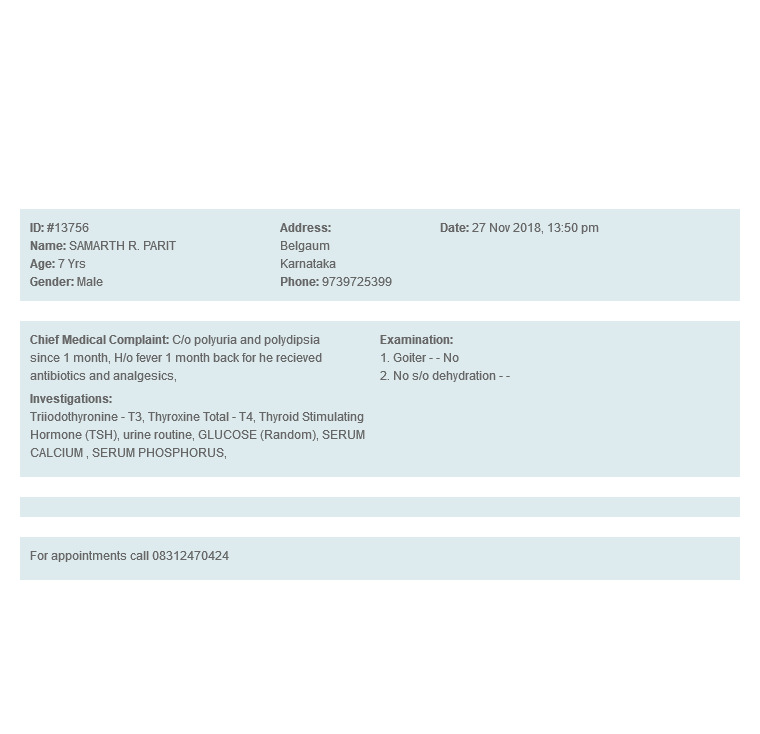 ID: #13756
Name: SAMARTH R. PARIT
Age: 7 Yrs
Gender: Male
Address:
Belgaum
Karnataka
Phone: 9739725399
Date: 27 Nov 2018, 13:50 pm
Chief Medical Complaint: C/o polyuria and polydipsia
since 1 month, H/o fever 1 month back for he recieved
antibiotics and analgesics,
Investigations:
Triiodothyronine - T3, Thyroxine Total - T4, Thyroid Stimulating
Hormone (TSH), urine routine, GLUCOSE (Random), SERUM
CALCIUM , SERUM PHOSPHORUS,
Examination:
1. Goiter - - No
2. No s/o dehydration - -
For appointments call 08312470424